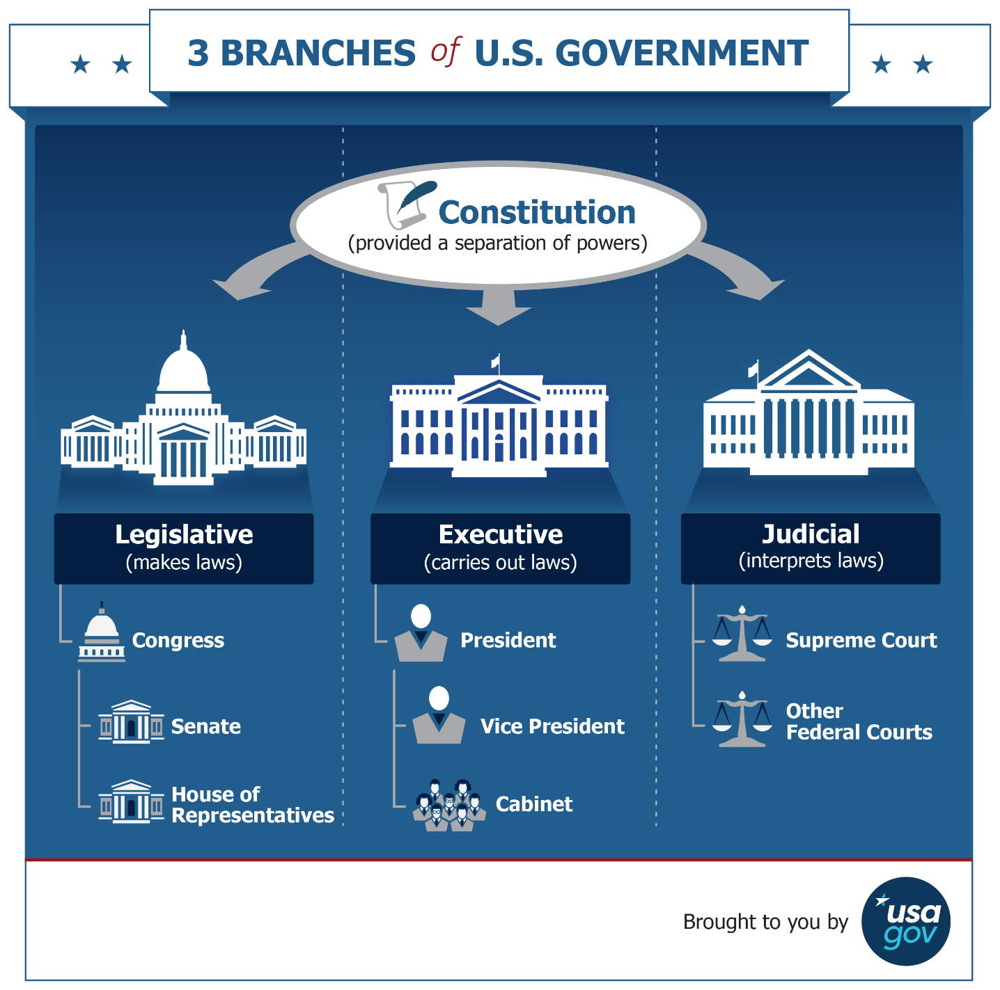 3 BRANCHES of U.S. GOVERNMENT
Constitution
(provided a separation of powers)
Legislative
(makes laws)
Congress
Senate
House of
Representatives
Executive
(carries out laws)
President
Vice President
Cabinet
Judicial
(interprets laws)
Supreme Court
Other
Federal Courts
Brought to you by
usa
gov